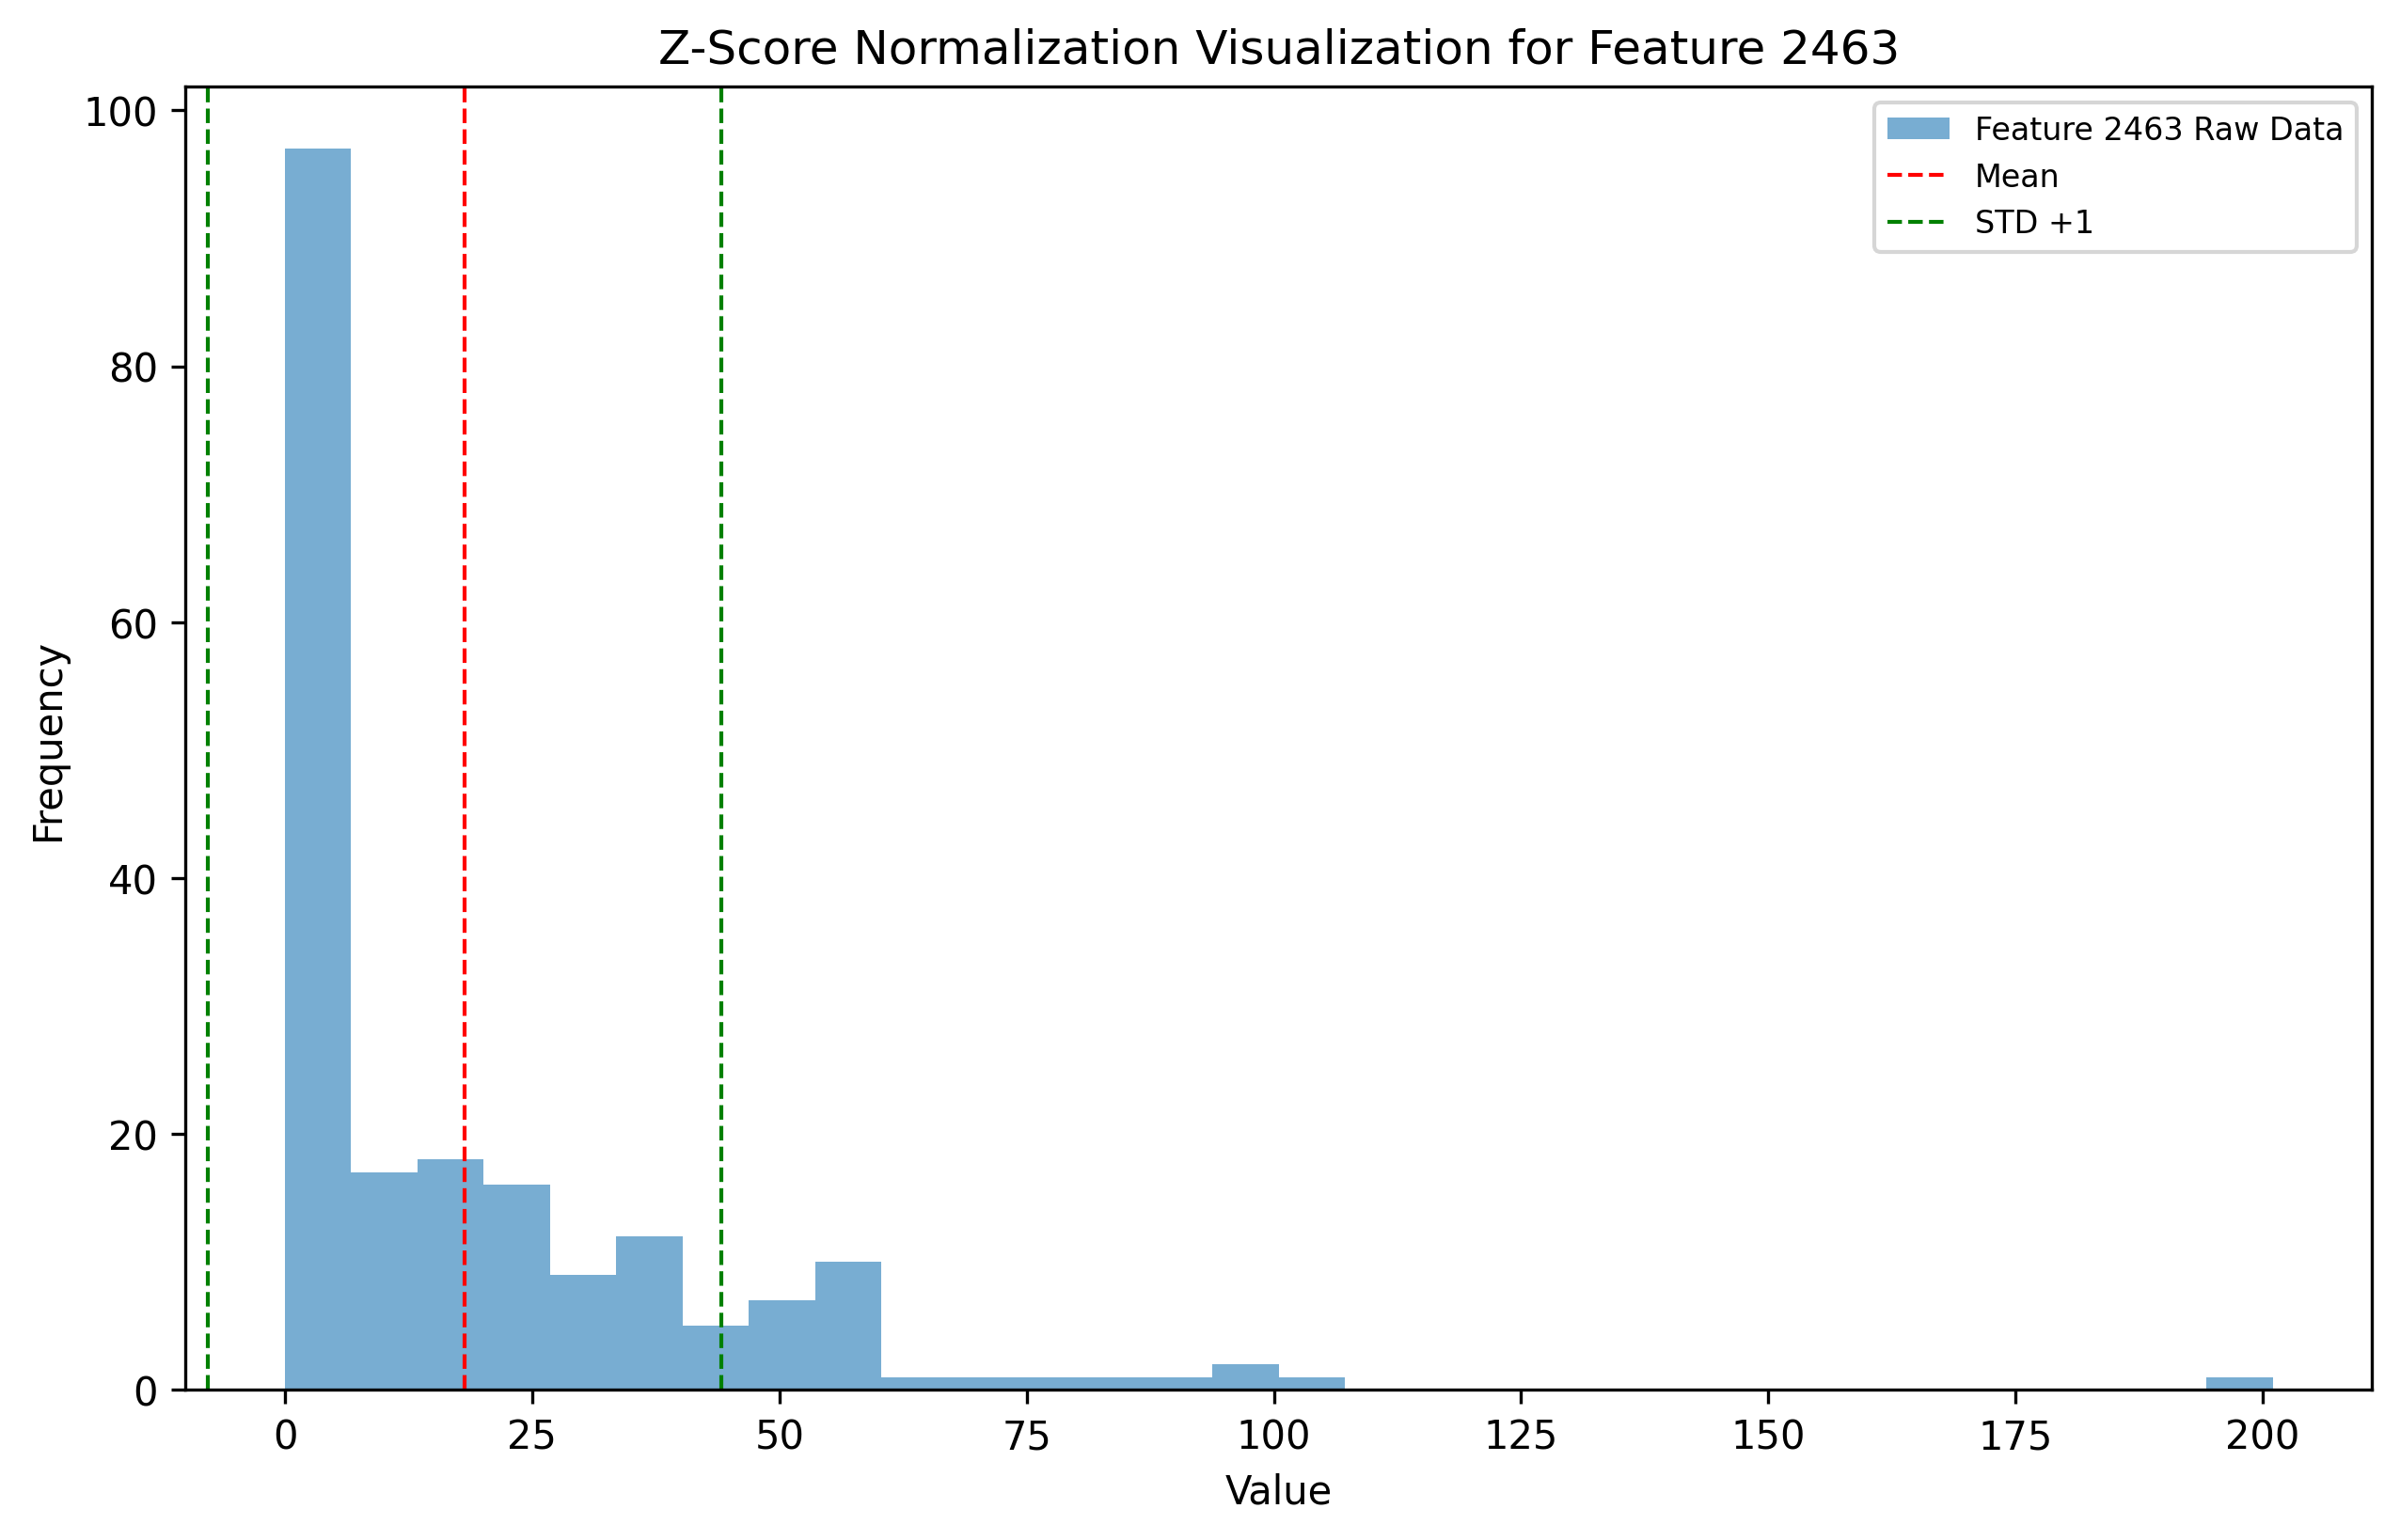 Z-Score Normalization Visualization for Feature 2463
Feature 2463 Raw Data
Mean
STD +1
100
80
60
40
20
0
Frequency
0 25 50 75 100 125 150 175 200
Value